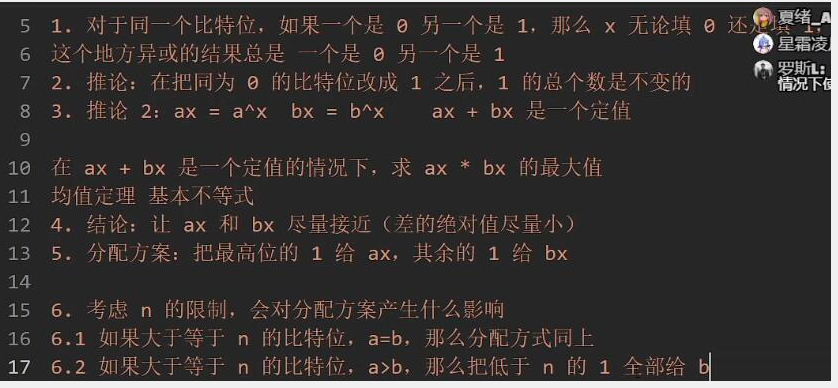 5 1. 对于同一个比特位，如果一个是 0 另一个是 1，那么 x 无论填 0 还是填 1，
6 这个地方异或的结果总是 一个是 0 另一个是 1
7 2. 推论：在把同为 0 的比特位改成 1 之后，1 的总个数是不变的
8 3. 推论 2：ax = a^x  bx = b^x    ax + bx 是一个定值
9
10 在 ax + bx 是一个定值的情况下，求 ax * bx 的最大值
11 均值定理 基本不等式
12 4. 结论：让 ax 和 bx 尽量接近（差的绝对值尽量小）
13 5. 分配方案：把最高位的 1 给 ax，其余的 1 给 bx
14
15 6. 考虑 n 的限制，会对分配方案产生什么影响
16 6.1 如果大于等于 n 的比特位，a=b，那么分配方式同上
17 6.2 如果大于等于 n 的比特位，a>b，那么把低于 n 的 1 全部给 b
夏绪_A
星霜凌
罗斯L：
情况下